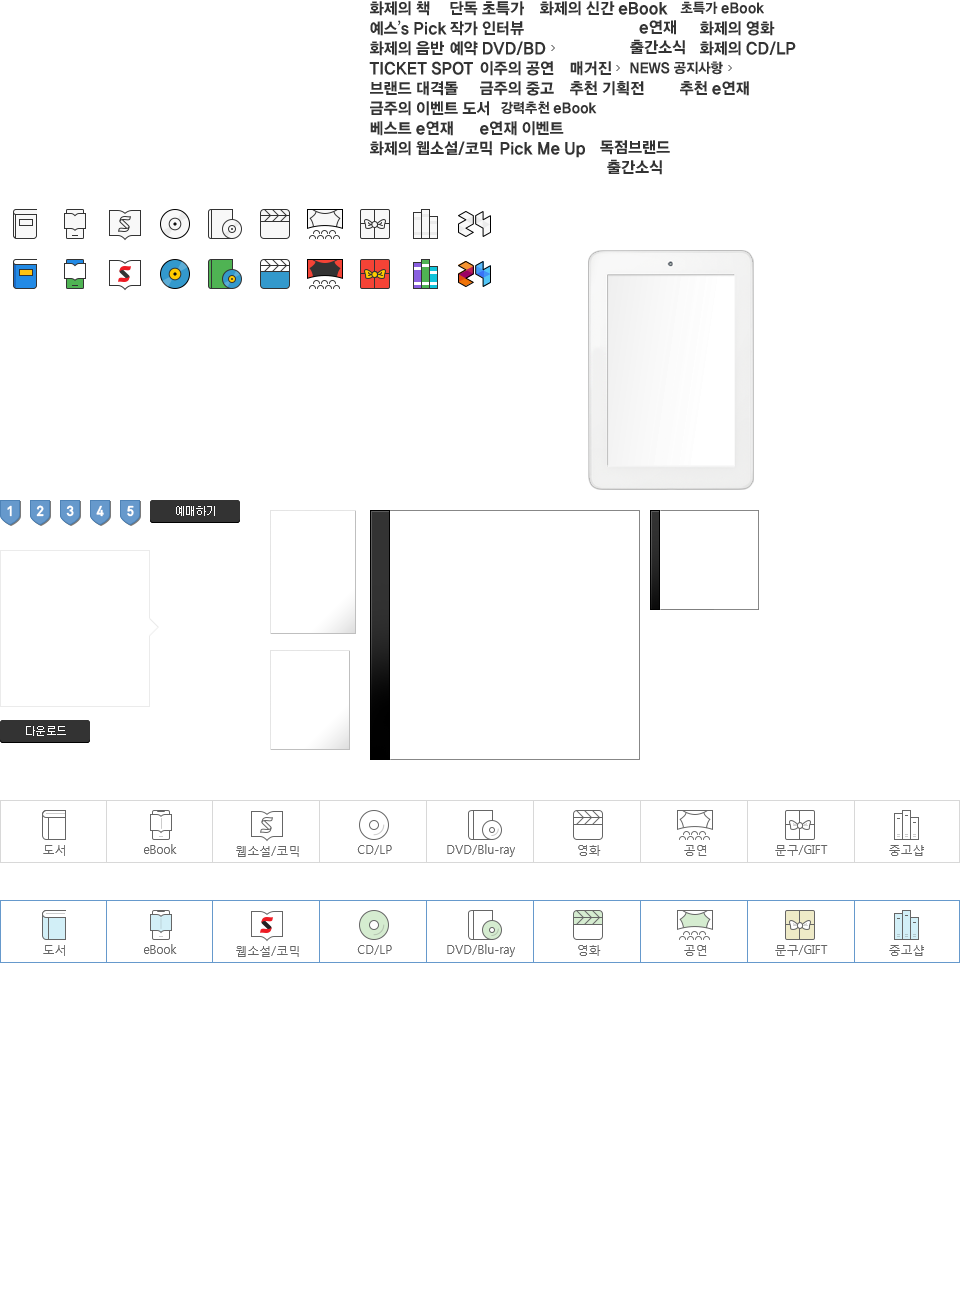 화제의 책 단독 초특가 화제의 신간 eBook 초특가 eBook
예스's Pick 작가 인터뷰 e연재 화제의 영화
화제의 음반 예약 DVD/BD > 출간소식 화제의 CD/LP
TICKET SPOT 이주의 공연 매거진 > NEWS 공지사항 >
브랜드 대격돌 금주의 중고 추천 기획전 추천 e연재
금주의 이벤트 도서 강력추천 eBook
베스트 e연재 e연재 이벤트
화제의 웹소설/코믹 Pick Me Up 독점브랜드
출간소식
1 2 3 4 5 예매하기
다운로드
도서 eBook 웹소설/코믹 CD/LP DVD/Blu-ray 영화 공연 문구/GIFT 중고샵
도서 eBook 웹소설/코믹 CD/LP DVD/Blu-ray 영화 공연 문구/GIFT 중고샵